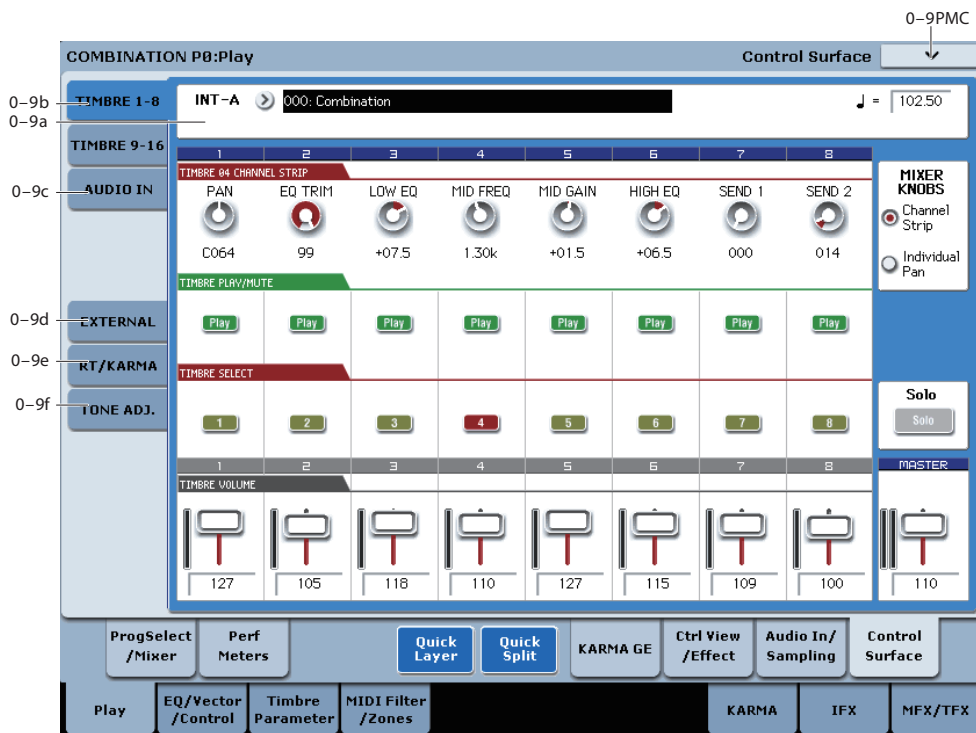 0–9PMC
COMBINATION P0:Play
Control Surface
0–9b
TIMBRE 1-8
INT-A
000: Combination
♩ = 102.50
0–9a
TIMBRE 9-16
1 2 3 4 5 6 7 8
TIMBRE 04 CHANNEL STRIP
0–9c
AUDIO IN
PAN EQ TRIM LOW EQ MID FREQ MID GAIN HIGH EQ SEND 1 SEND 2
C064 99 +07.5 1.30k +01.5 +06.5 000 014
MIXER
KNOBS
Channel
Strip
Individual
Pan
TIMBRE PLAY/MUTE
0–9d
EXTERNAL
Play Play Play Play Play Play Play Play
0–9e
RT/KARMA
TIMBRE SELECT
0–9f
TONE ADJ.
1 2 3 4 5 6 7 8
Solo
Solo
1 2 3 4 5 6 7 8
MASTER
TIMBRE VOLUME
127 105 118 110 127 115 109 100 110
ProgSelect
/Mixer
Perf
Meters
Quick
Layer
Quick
Split
KARMA GE
Ctrl View
/Effect
Audio In/
Sampling
Control
Surface
Play
EQ/Vector
/Control
Timbre
Parameter
MIDI Filter
/Zones
KARMA
IFX
MFX/TFX